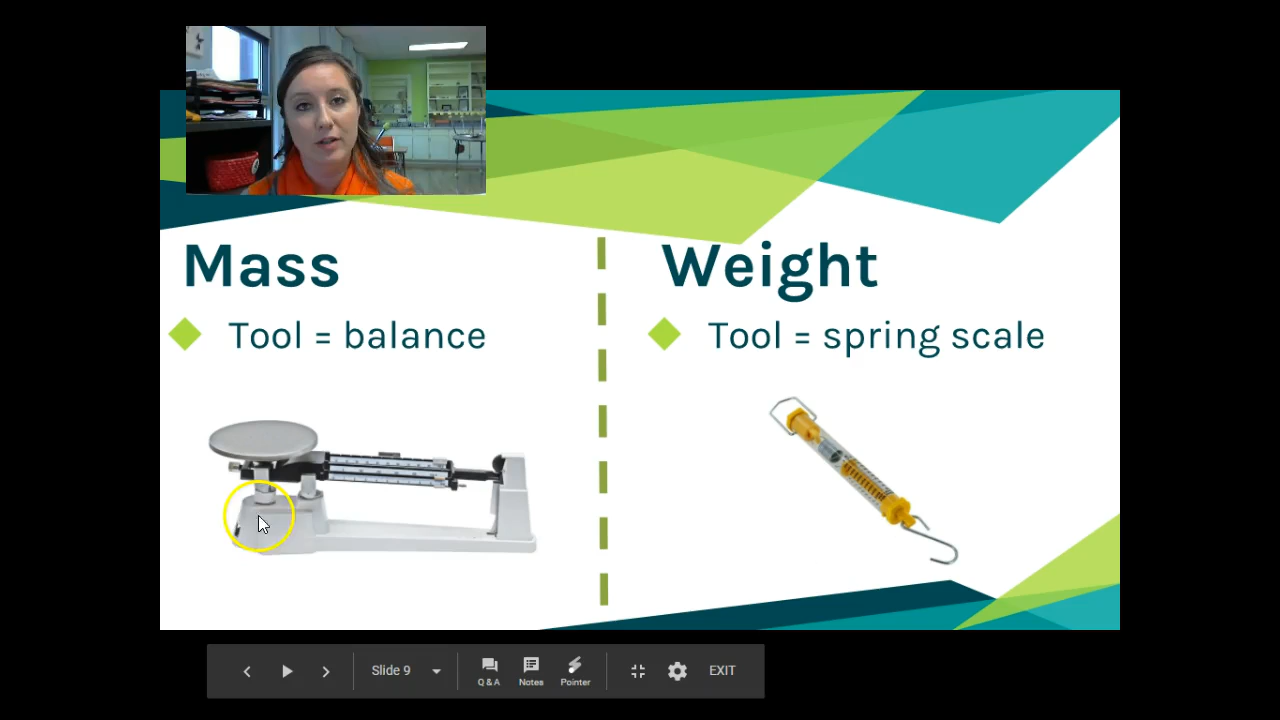 Mass
Weight
Tool = balance
Tool = spring scale
Slide 9
Q & A
Notes
Pointer
EXIT